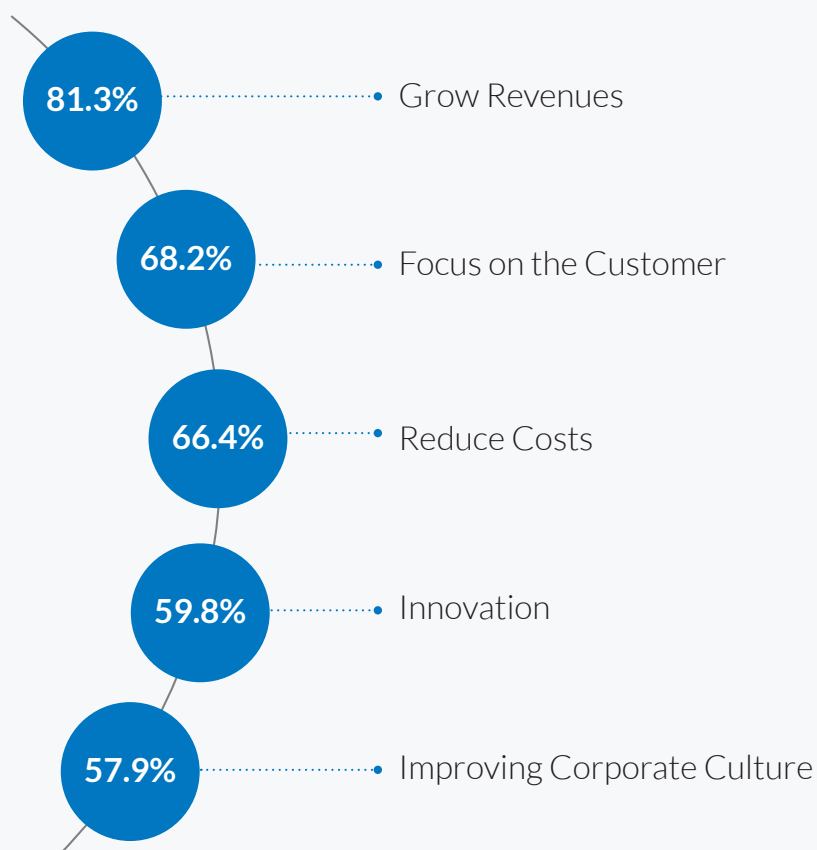 81.3% Grow Revenues
68.2% Focus on the Customer
66.4% Reduce Costs
59.8% Innovation
57.9% Improving Corporate Culture